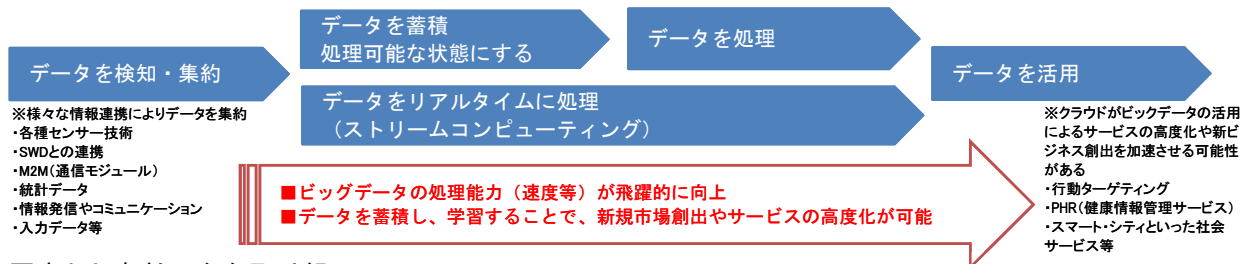 データを検知・集約
※様々な情報連携によりデータを集約
・各種センサー技術
・SWDとの連携
・M2M(通信モジュール)
・統計データ
・情報発信やコミュニケーション
・入力データ等
データを蓄積
処理可能な状態にする
データを処理
データをリアルタイムに処理
（ストリームコンピューティング）
■ビッグデータの処理能力（速度等）が飛躍的に向上
■データを蓄積し、学習することで、新規市場創出やサービスの高度化が可能
データを活用
※クラウドがビックデータの活用
によるサービスの高度化や新ビ
ジネス創出を加速させる可能性
がある
・行動ターゲティング
・PHR(健康情報管理サービス)
・スマート・シティといった社会
サービス等